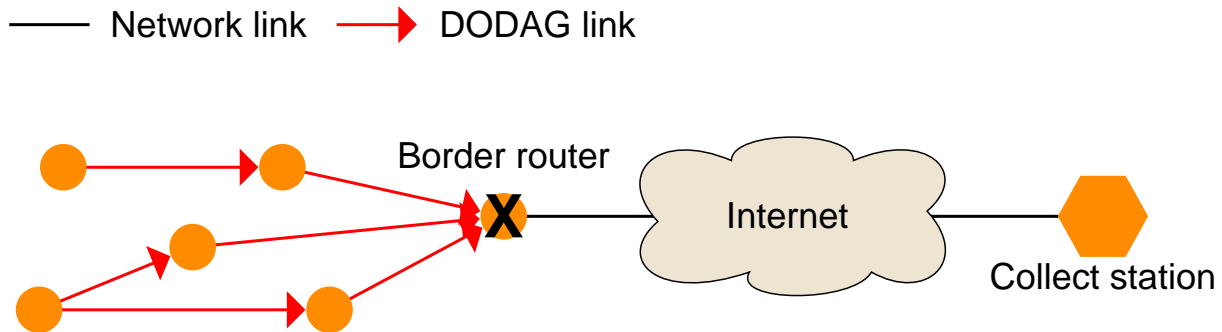 Network link
DODAG link
Border router
X
Internet
Collect station